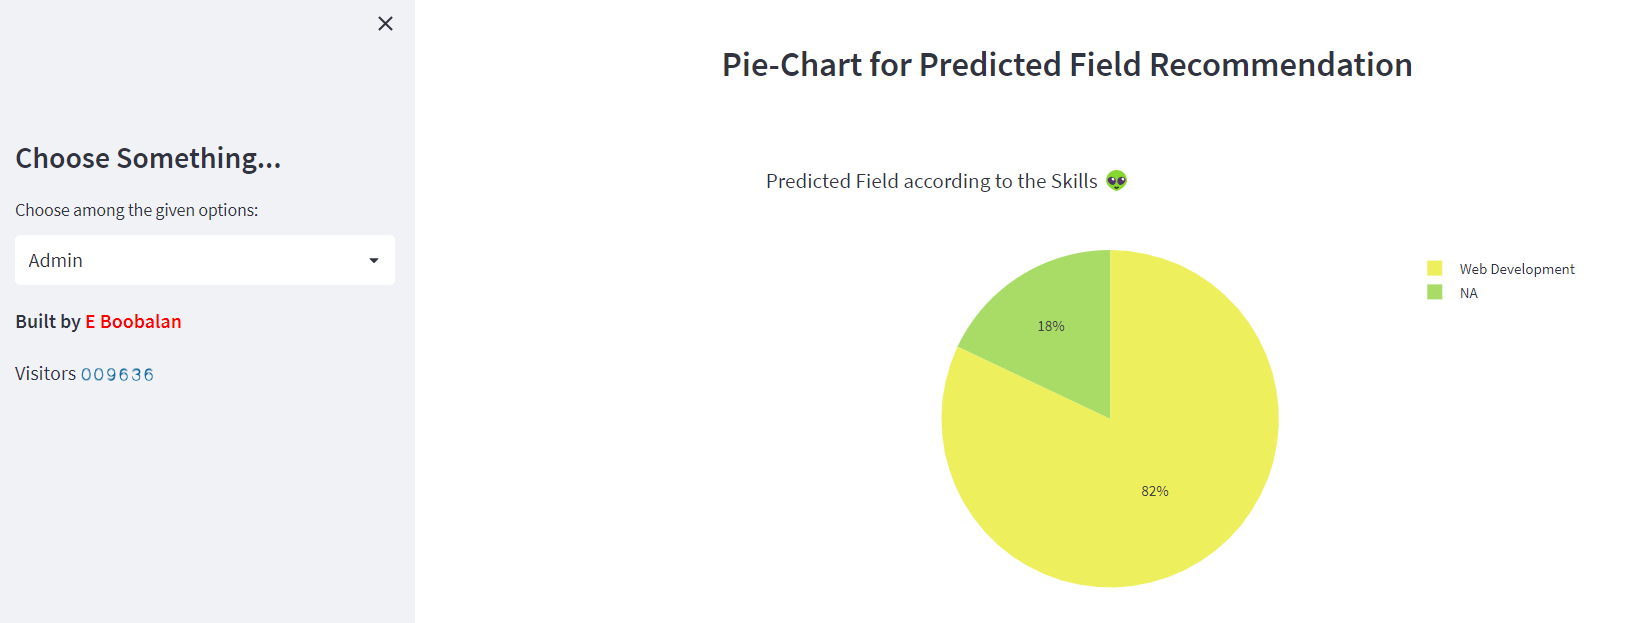 Choose Something...
Choose among the given options:
Admin
Built by E Boobalan
Visitors 009636
Pie-Chart for Predicted Field Recommendation
Predicted Field according to the Skills 👽
18%
82%
Web Development
NA